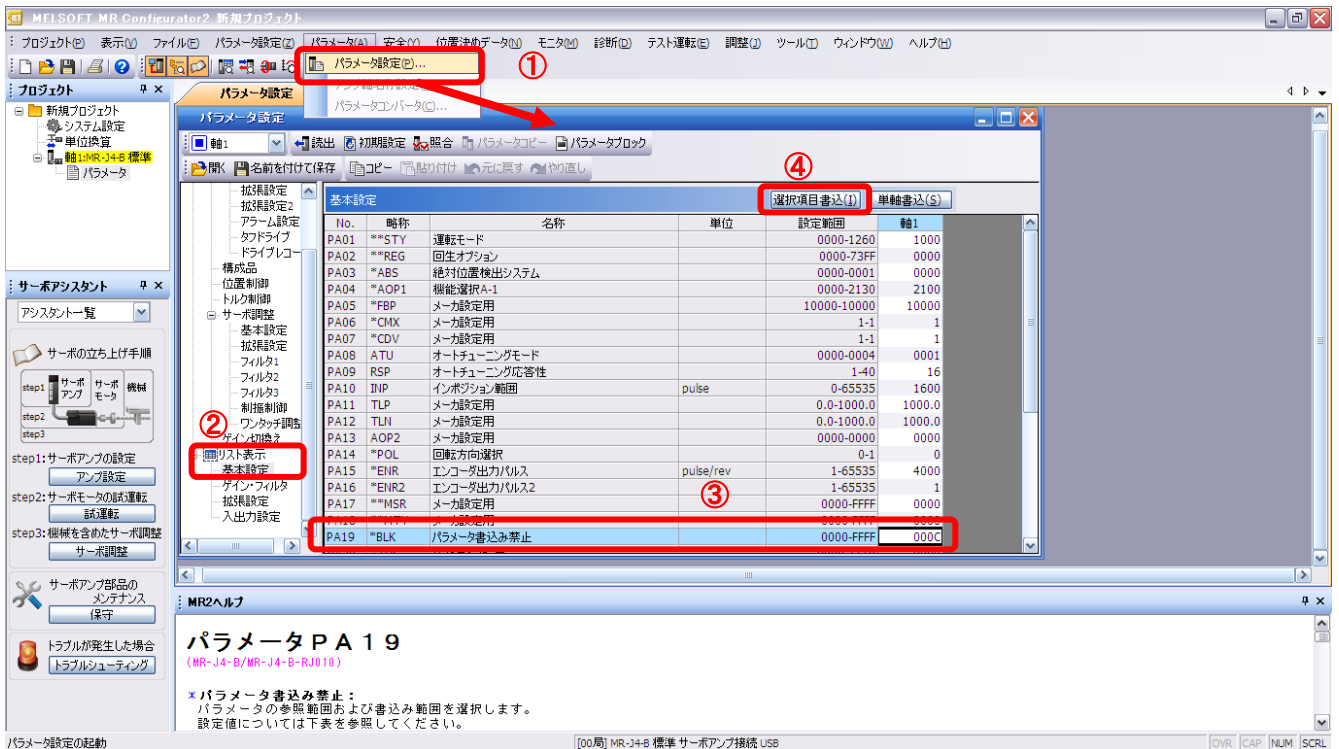 MELSOFT MR Configurator2 新規プロジェクト
プロジェクト(P) 表示(V) ファイル(E) パラメータ設定(Z) パラメータ(A) 安全(Y) 位置決めデータ(N) モニタ(M) 診断(D) テスト運転(E) 調整(J) ツール(T) ウィンドウ(W) ヘルプ(H)
パラメータ設定(P)...
①
パラメータコンバータ(C)...
プロジェクト
新規プロジェクト
システム設定
単位換算
軸1:MR-J4-B 標準
パラメータ
パラメータ設定
パラメータ設定
軸1 読出 初期設定 照合 パラメータコピー パラメータブロック
開く 名前を付けて保存 コピー 貼り付け 元に戻す やり直し
④
拡張設定
拡張設定2
アラーム設定
タフドライブ
ドライブレコー
構成品
位置制御
トルク制御
サーボ調整
基本設定
拡張設定
フィルタ1
フィルタ2
フィルタ3
制振制御
ワンタッチ調整
ゲイン切換え
②
リスト表示
基本設定
ゲイン・フィルタ
拡張設定
入出力設定
基本設定 選択項目書込(I) 単軸書込(S)
No. 略称 名称 単位 設定範囲 軸1
PA01 **STY 運転モード 0000-1260 1000
PA02 **REG 回生オプション 0000-73FF 0000
PA03 *ABS 絶対位置検出システム 0000-0001 0000
PA04 *AOP1 機能選択A-1 0000-2130 2100
PA05 *FBP メーカ設定用 10000-10000 10000
PA06 *CMX メーカ設定用 1-1 1
PA07 *CDV メーカ設定用 1-1 1
PA08 ATU オートチューニングモード 0000-0004 0001
PA09 RSP オートチューニング応答性 1-40 16
PA10 INP インポジション範囲 pulse 0-65535 1600
PA11 TLP メーカ設定用 0.0-1000.0 1000.0
PA12 TLN メーカ設定用 0.0-1000.0 1000.0
PA13 AOP2 メーカ設定用 0000-0000 0000
PA14 *POL 回転方向選択 0-1 0
PA15 *ENR エンコーダ出力パルス pulse/rev 1-65535 4000
PA16 *ENR2 エンコーダ出力パルス2 1-65535 1
③
PA17 **MSR メーカ設定用 0000-FFFF 0000
PA18 **MTY メーカ設定用 0000-FFFF 0000
PA19 *BLK パラメータ書込み禁止 0000-FFFF 000C
サーボアシスタント
アシスタント一覧
サーボの立ち上げ手順
step1 サーボアンプ サーボモータ 機械
step2
step3
step1:サーボアンプの設定
アンプ設定
step2:サーボモータの試運転
試運転
step3:機械を含めたサーボ調整
サーボ調整
サーボアンプ部品の
メンテナンス
保守
トラブルが発生した場合
トラブルシューティング
MR2ヘルプ
パラメータＰＡ１９
(MR-J4-B/MR-J4-B-RJ010)
*パラメータ書込み禁止：
パラメータの参照範囲および書込み範囲を選択します。
設定値については下表を参照してください。
パラメータ設定の起動 [00局] MR-J4-B 標準 サーボアンプ接続 USB OVR CAP NUM SCRL